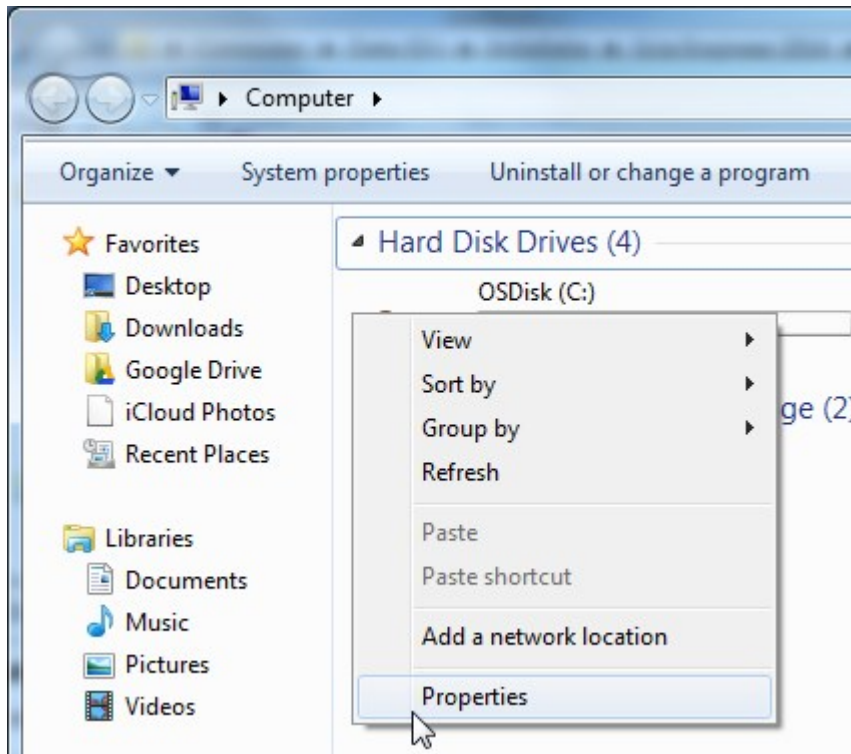 Computer
Organize
System properties
Uninstall or change a program
Favorites
Desktop
Downloads
Google Drive
iCloud Photos
Recent Places
Libraries
Documents
Music
Pictures
Videos
Hard Disk Drives (4)
OSDisk (C:)
ge (2)
View
Sort by
Group by
Refresh
Paste
Paste shortcut
Add a network location
Properties